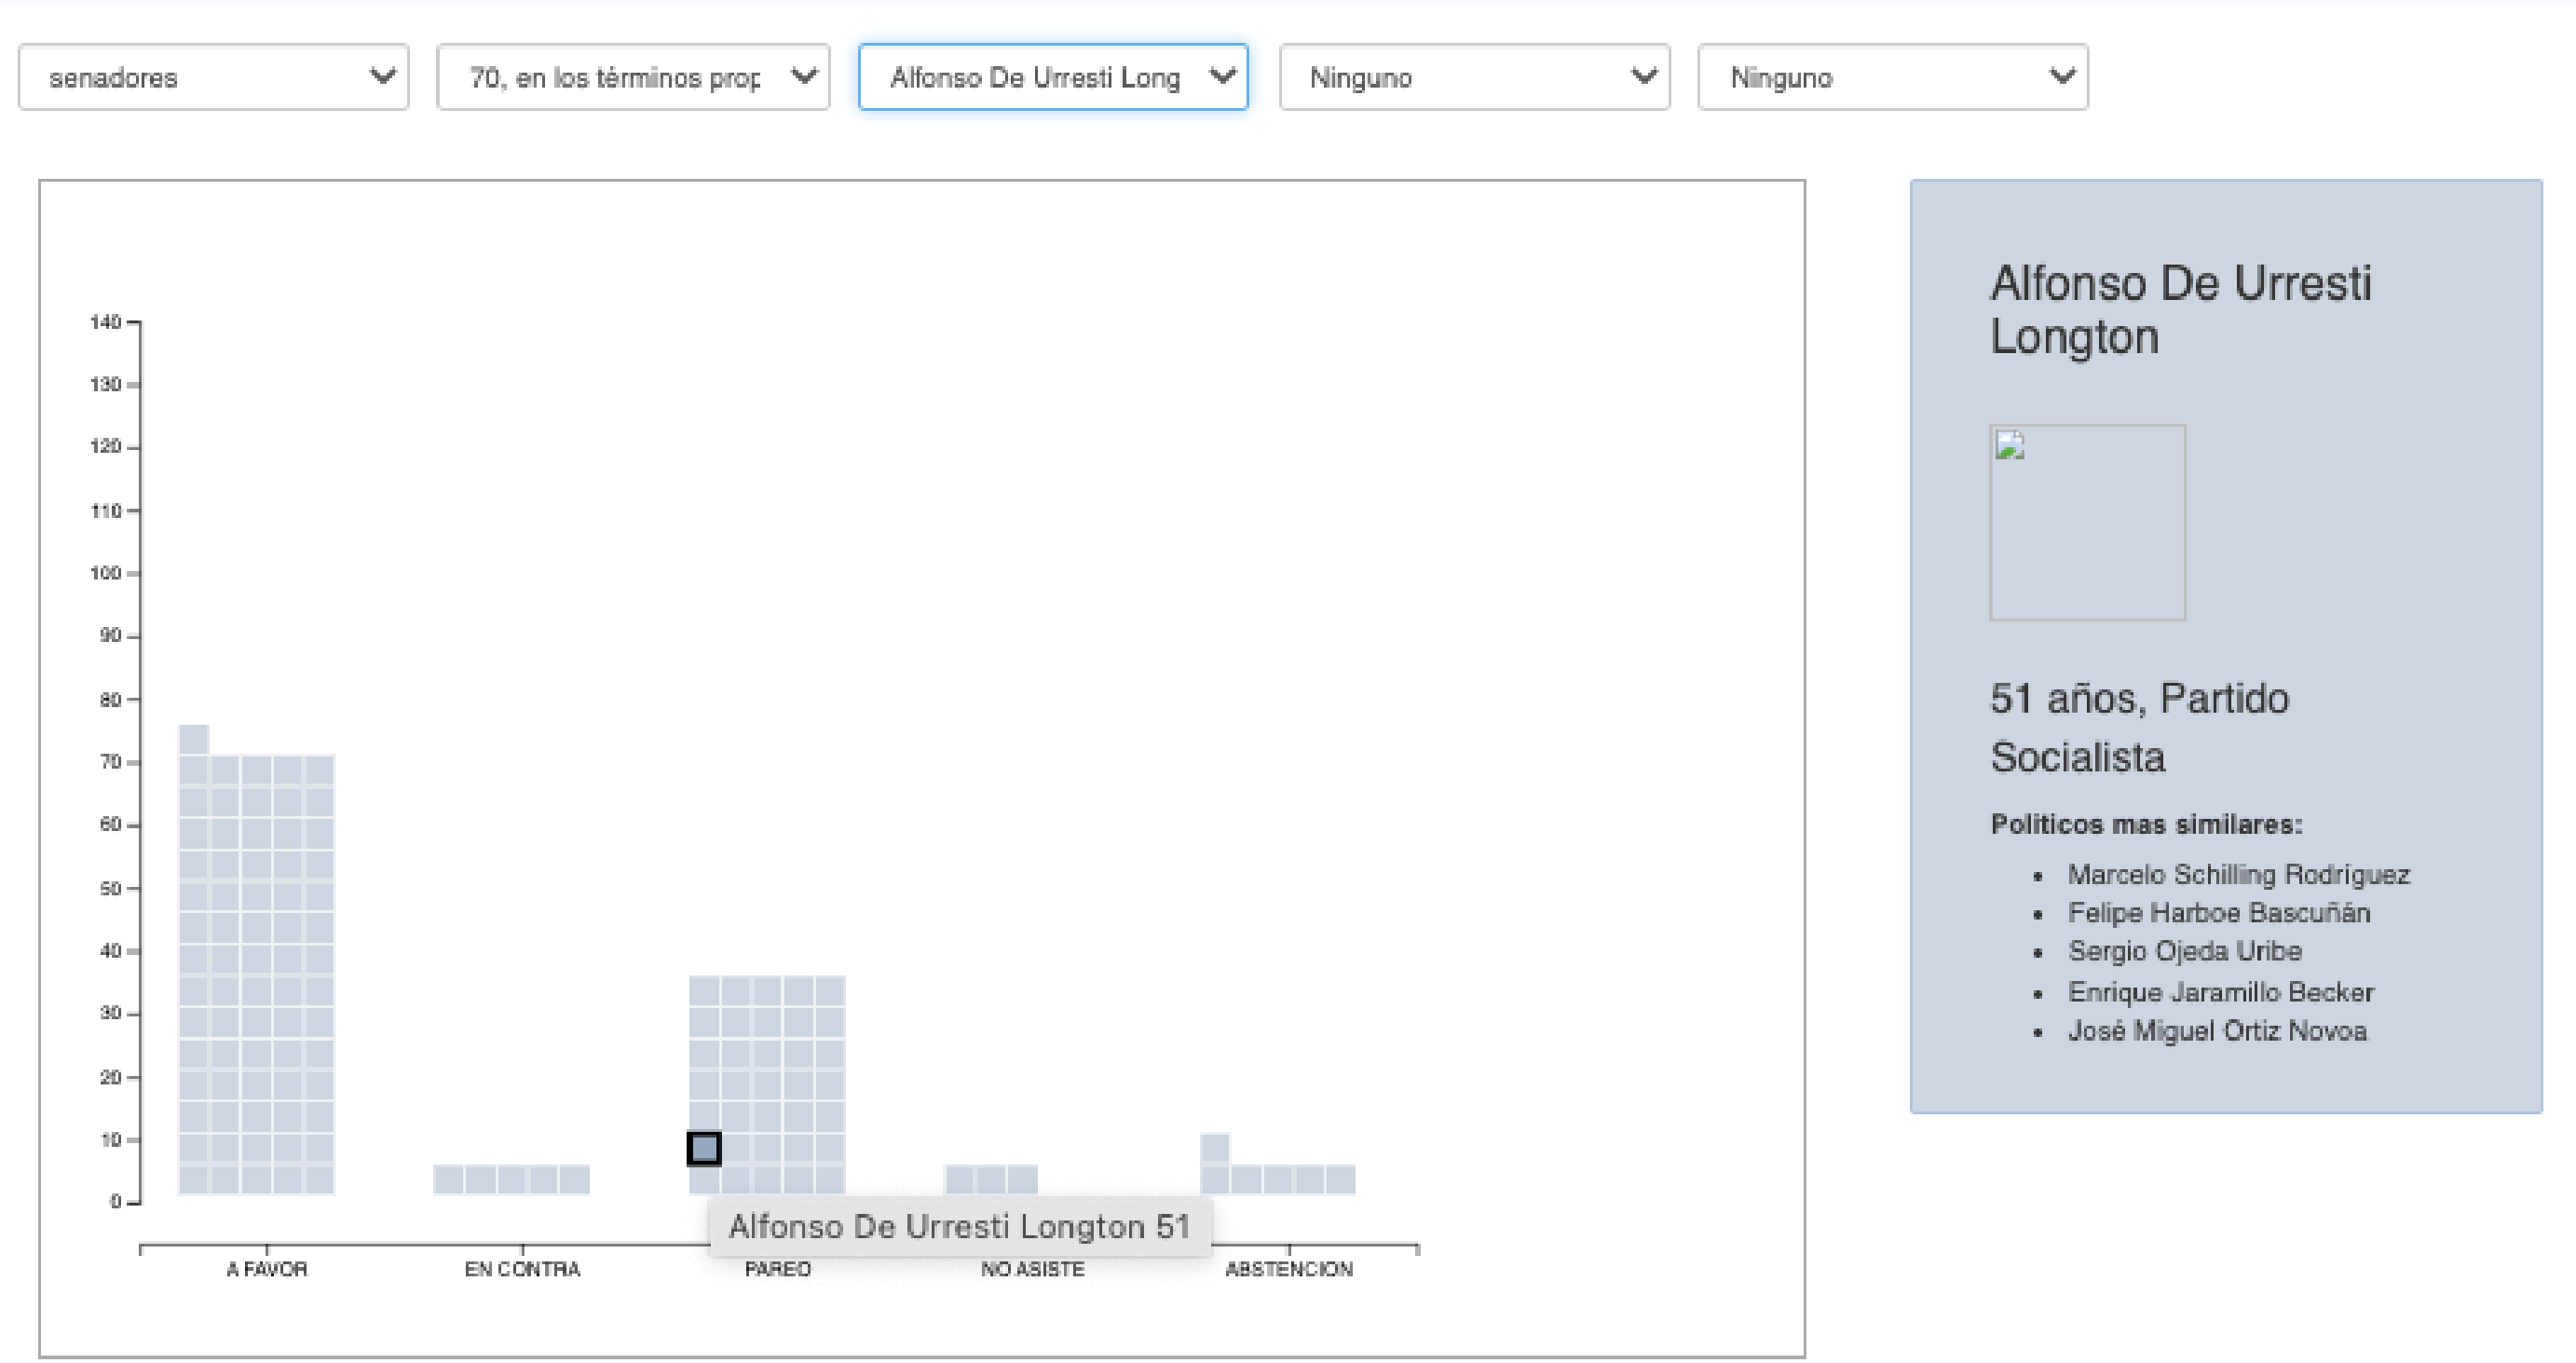 senadores
70, en los términos prop
Alfonso De Urresti Long
Ninguno
Ninguno
140
130
120
110
100
90
80
70
60
50
40
30
20
10
0
A FAVOR
EN CONTRA
PAREO
NO ASISTE
ABSTENCION
Alfonso De Urresti Longton 51
Alfonso De Urresti
Longton
51 años, Partido
Socialista
Politicos mas similares:
• Marcelo Schilling Rodriguez
• Felipe Harboe Bascuñán
• Sergio Ojeda Uribe
• Enrique Jaramillo Becker
• José Miguel Ortiz Novoa